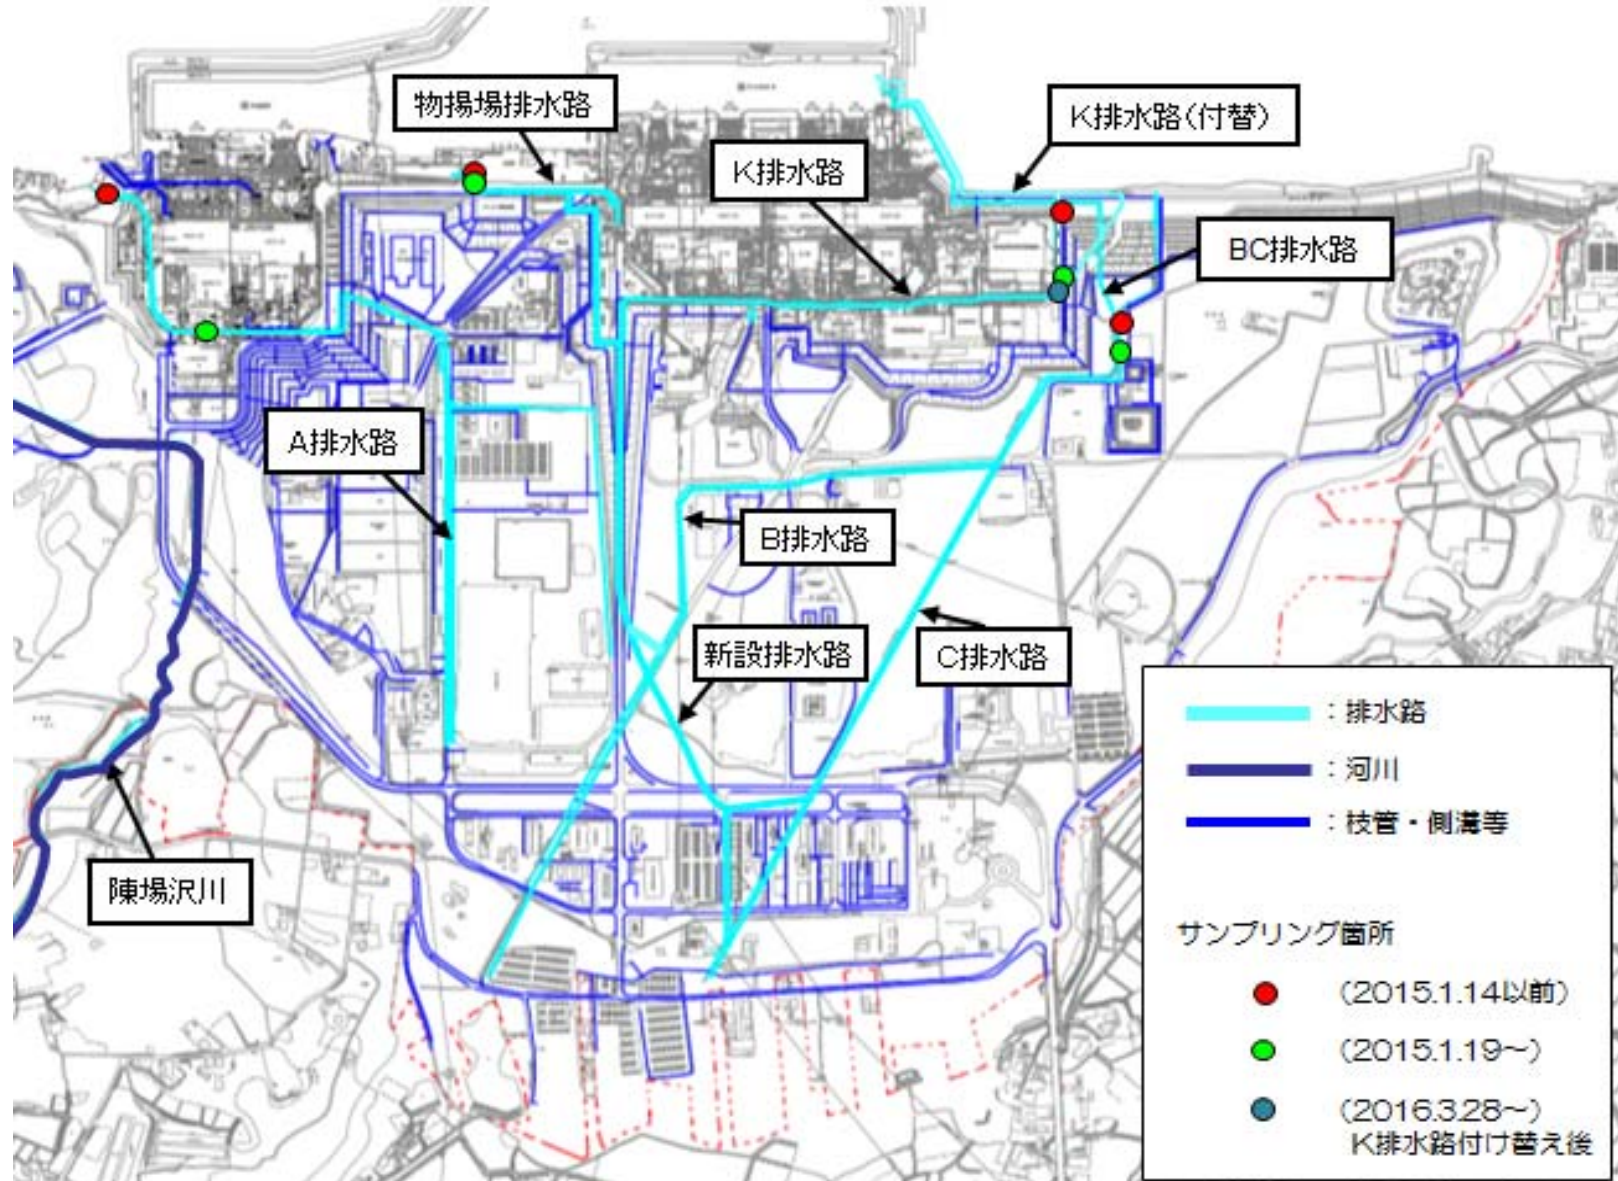 物揚場排水路
K排水路(付替)
K排水路
BC排水路
A排水路
B排水路
新設排水路
C排水路
陳場沢川
：排水路
：河川
：枝管・側溝等
サンプリング箇所
(2015.1.14以前)
(2015.1.19～)
(2016.3.28～)
K排水路付け替え後